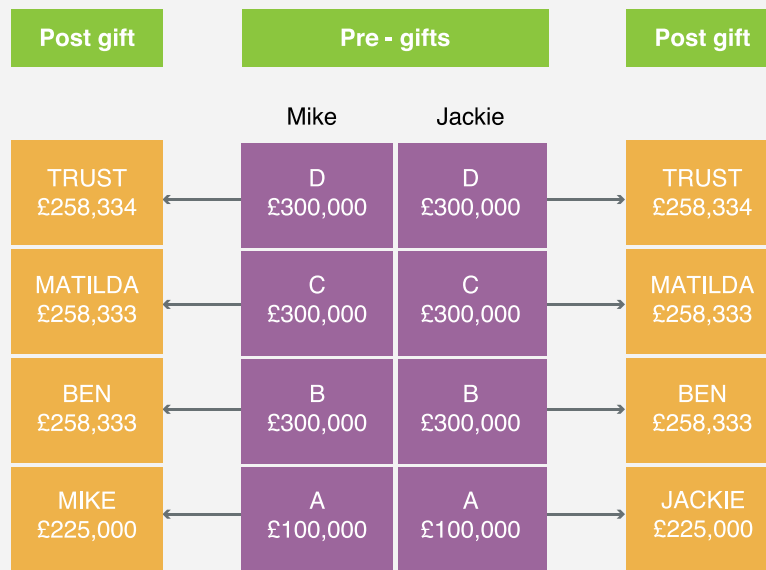 Post gift
Pre - gifts
Post gift
Mike
Jackie
TRUST
£258,334
D
£300,000
D
£300,000
TRUST
£258,334
MATILDA
£258,333
C
£300,000
C
£300,000
MATILDA
£258,333
BEN
£258,333
B
£300,000
B
£300,000
BEN
£258,333
MIKE
£225,000
A
£100,000
A
£100,000
JACKIE
£225,000